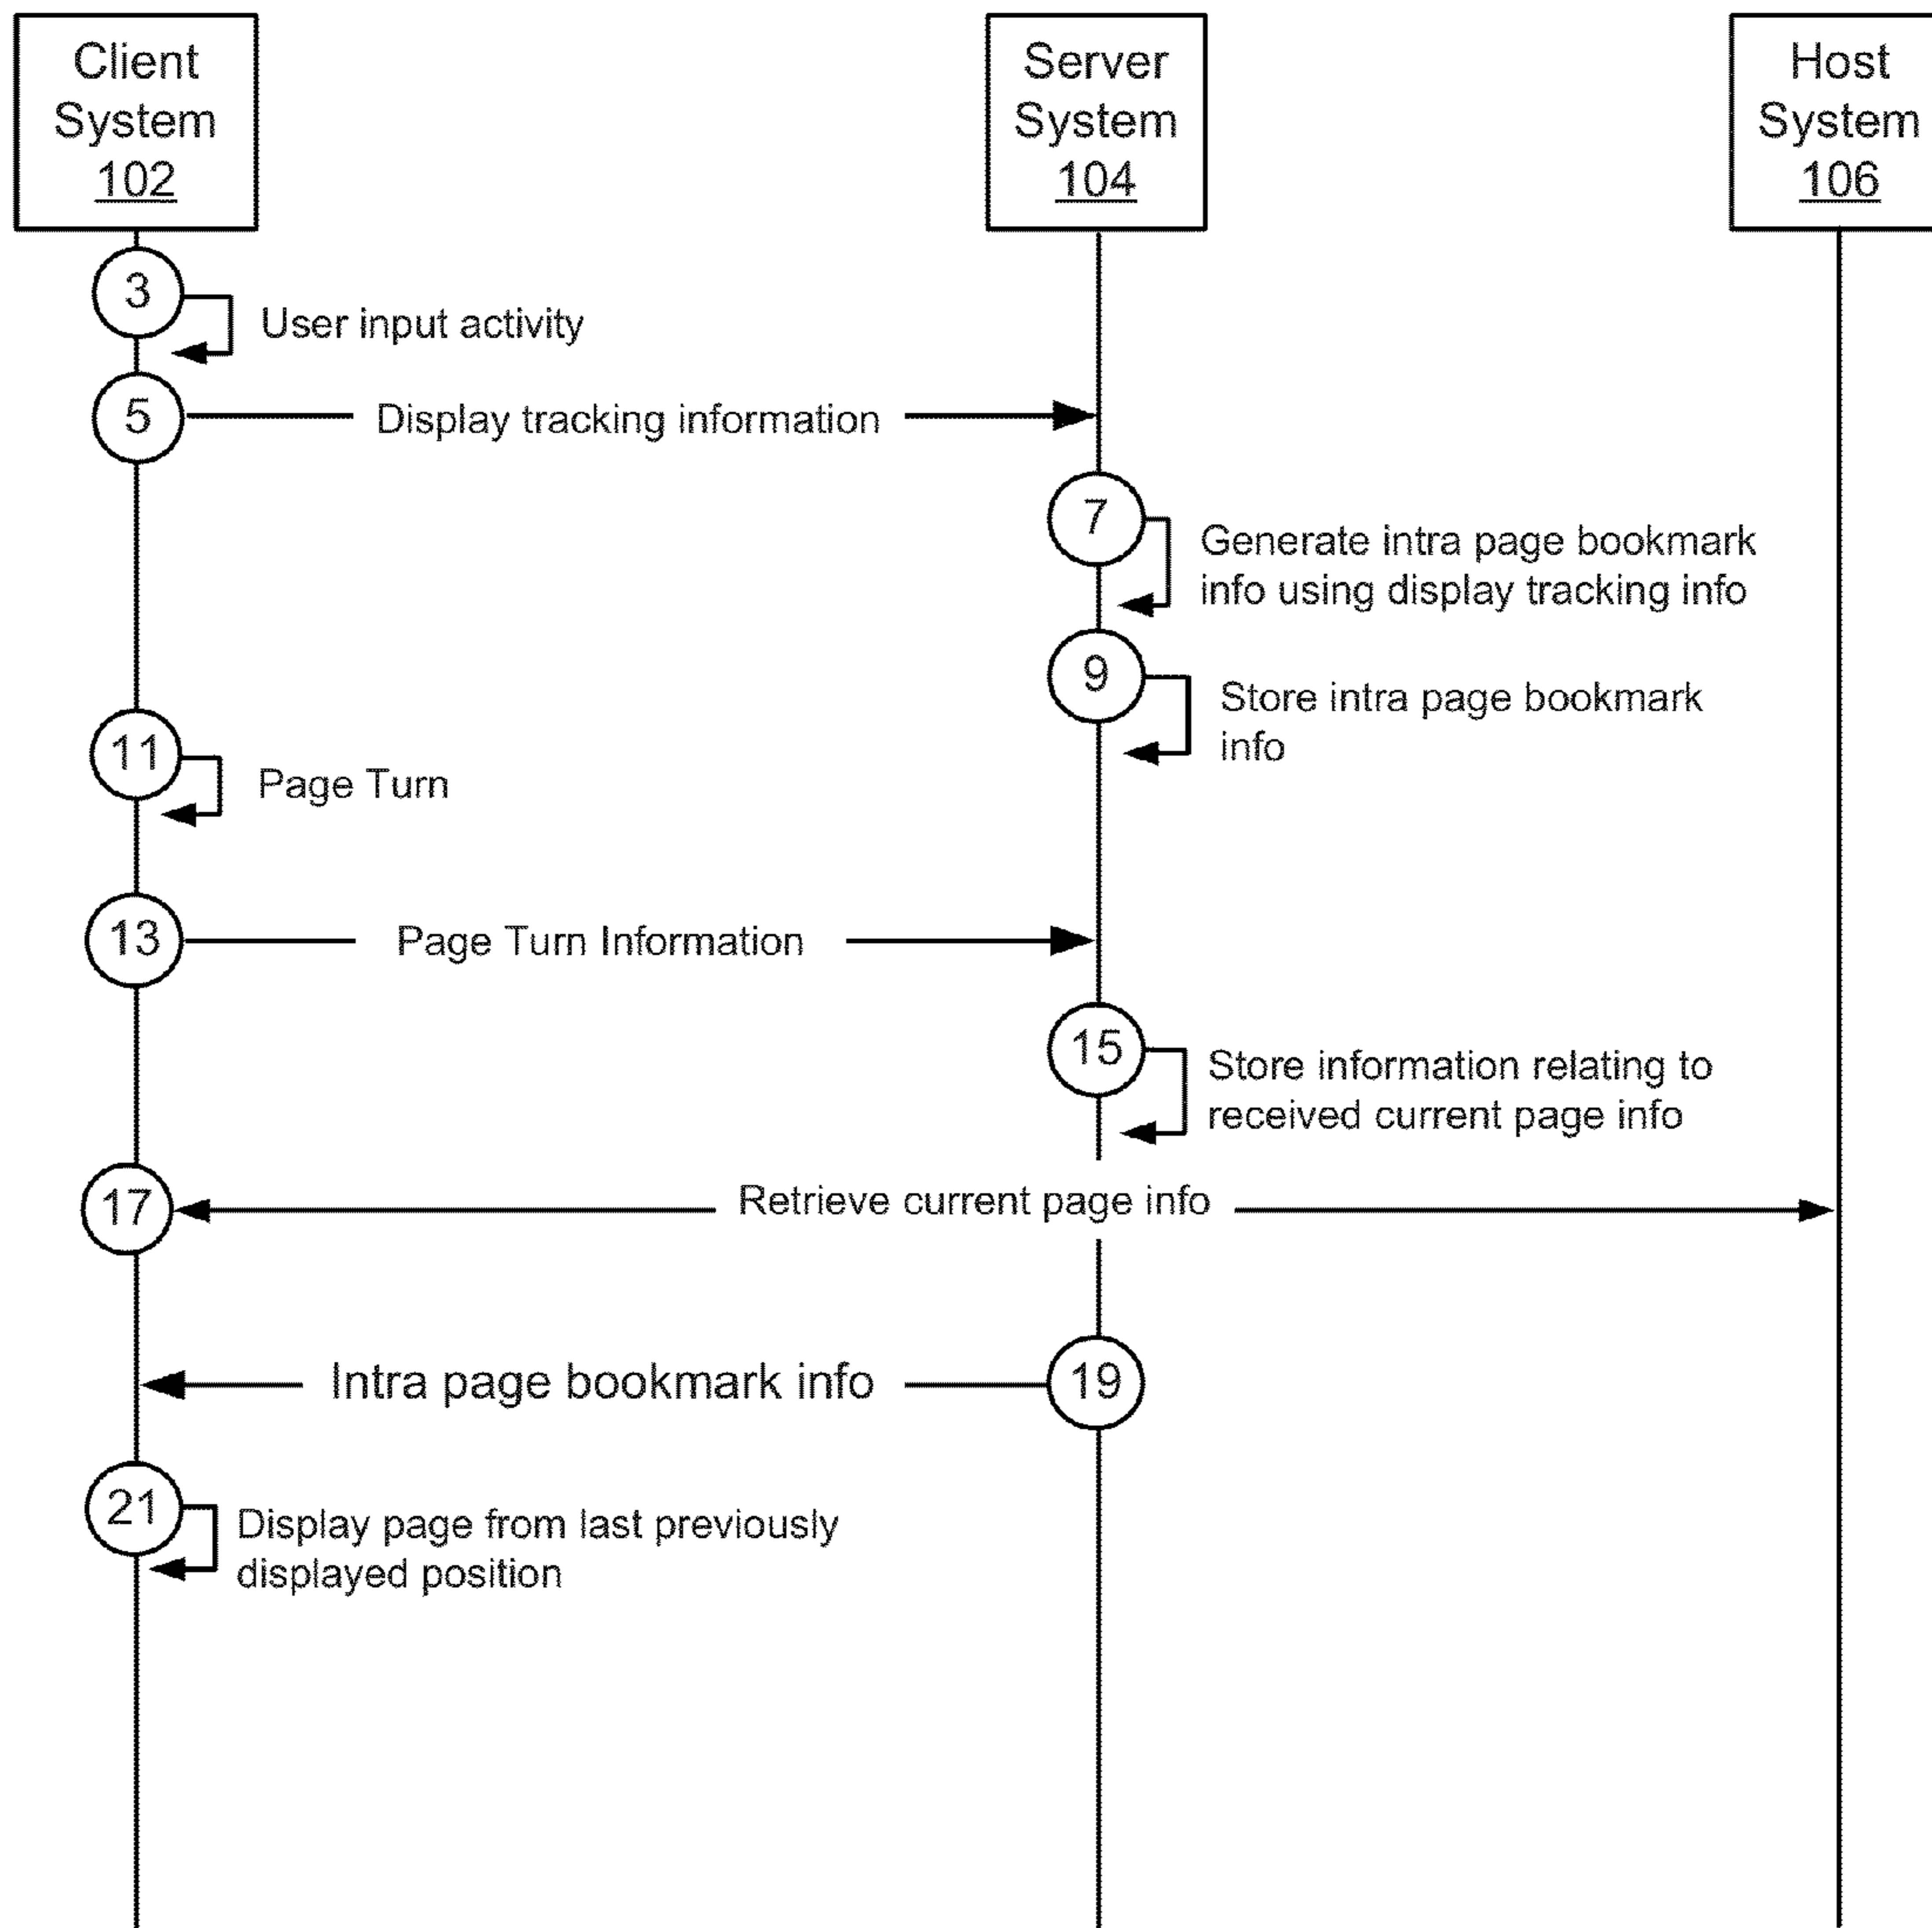 Client
System
102
Server
System
104
Host
System
106
3
User input activity
5
Display tracking information
7
Generate intra page bookmark
info using display tracking info
9
Store intra page bookmark
info
11
Page Turn
13
Page Turn Information
15
Store information relating to
received current page info
17
Retrieve current page info
19
Intra page bookmark info
21
Display page from last previously
displayed position